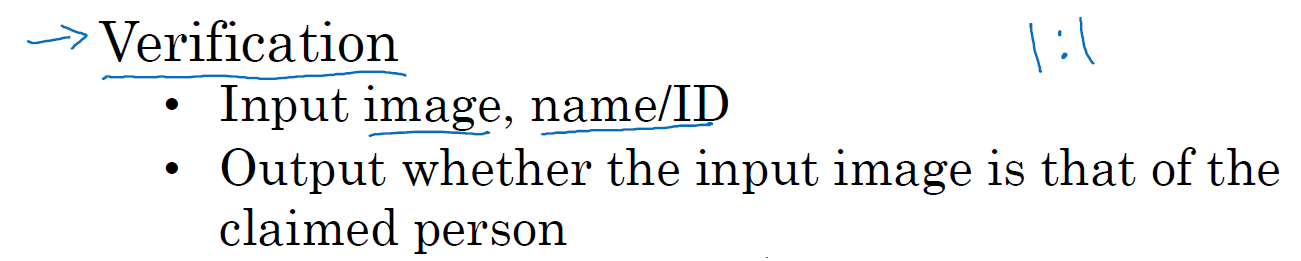 → Verification 1:1
• Input image, name/ID
• Output whether the input image is that of the
claimed person